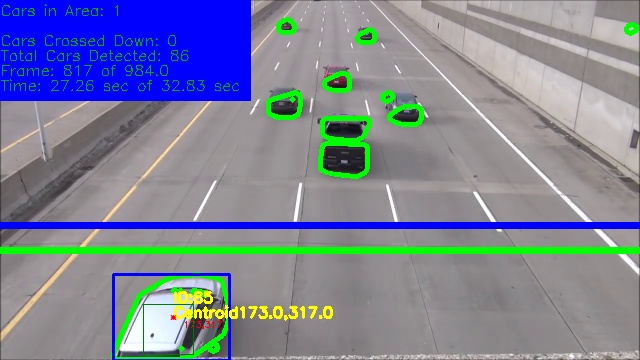 Cars in Area: 1
Cars Crossed Down: 0
Total Cars Detected: 86
Frame: 817 of 984.0
Time: 27.26 sec of 32.83 sec
ID:85
Centroid173.0,317.0